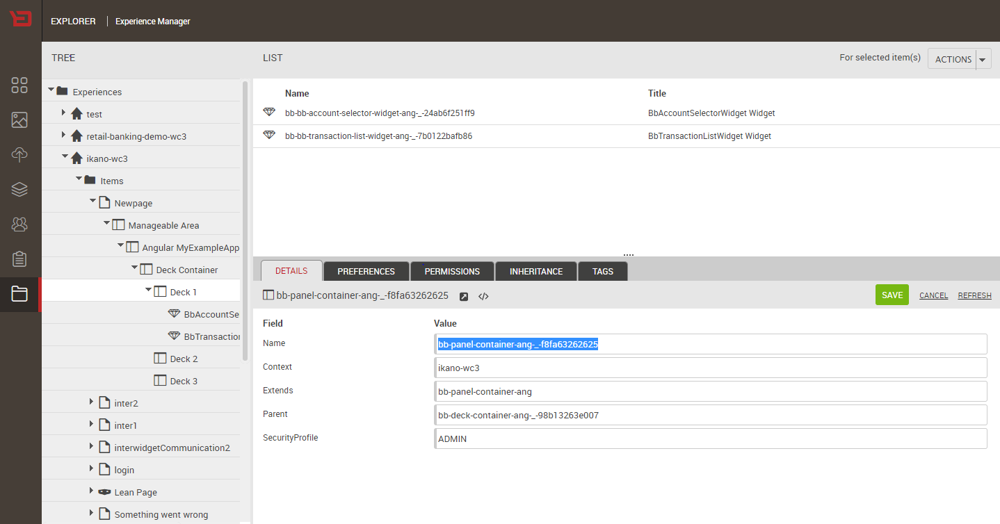 EXPLORER | Experience Manager
TREE
LIST
For selected item(s)
ACTIONS
Experiences
test
retail-banking-demo-wc3
ikano-wc3
Items
Newpage
Manageable Area
Angular MyExampleApp
Deck Container
Deck 1
BbAccountSe
BbTransaction
Deck 2
Deck 3
inter2
inter1
interwidgetCommunication2
login
Lean Page
Something went wrong
Name Title
bb-bb-account-selector-widget-ang-_-24ab6f251ff9 BbAccountSelectorWidget Widget
bb-bb-transaction-list-widget-ang-_-7b0122bafb86 BbTransactionListWidget Widget
DETAILS PREFERENCES PERMISSIONS INHERITANCE TAGS
bb-panel-container-ang-_-f8fa63262625 </> SAVE CANCEL REFRESH
Field Value
Name bb-panel-container-ang-_-f8fa63262625
Context ikano-wc3
Extends bb-panel-container-ang
Parent bb-deck-container-ang-_-98b13263e007
SecurityProfile ADMIN